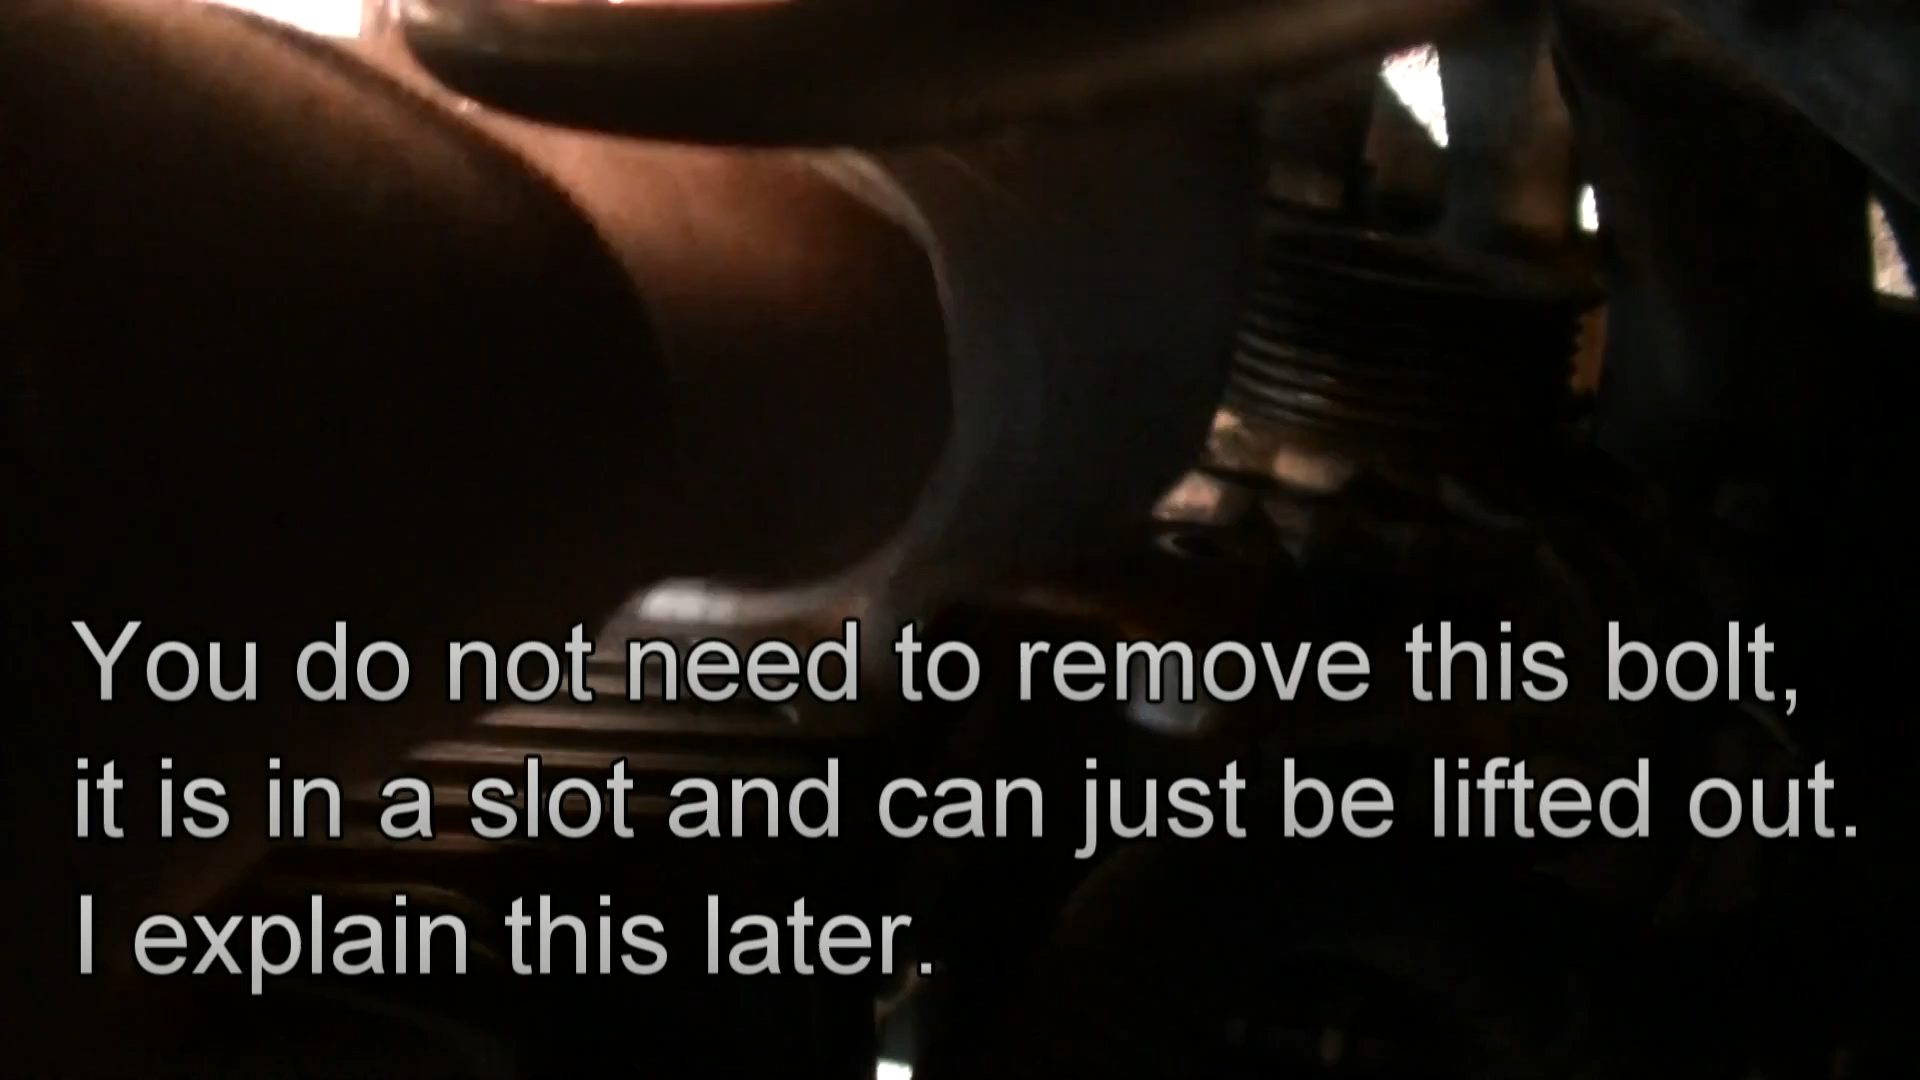 You do not need to remove this bolt,
it is in a slot and can just be lifted out.
I explain this later.